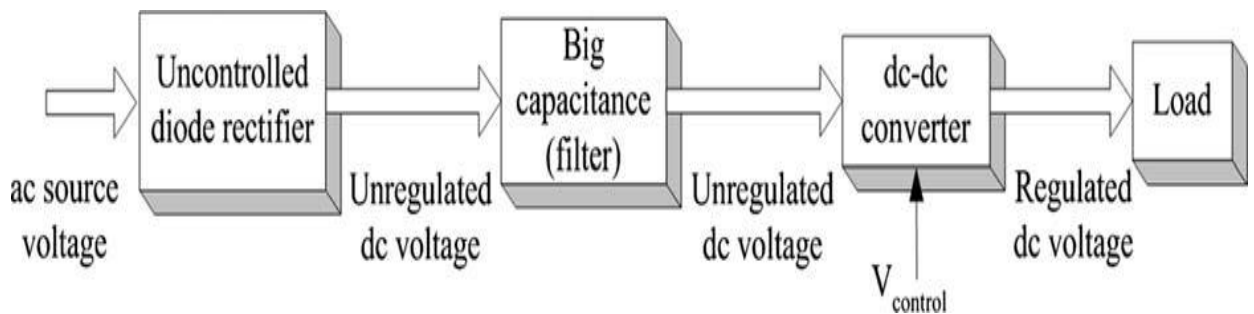 Uncontrolled
diode rectifier
Big
capacitance
(filter)
dc-dc
converter
Load
ac source
voltage
Unregulated
dc voltage
Unregulated
dc voltage
Regulated
dc voltage
Vcontrol